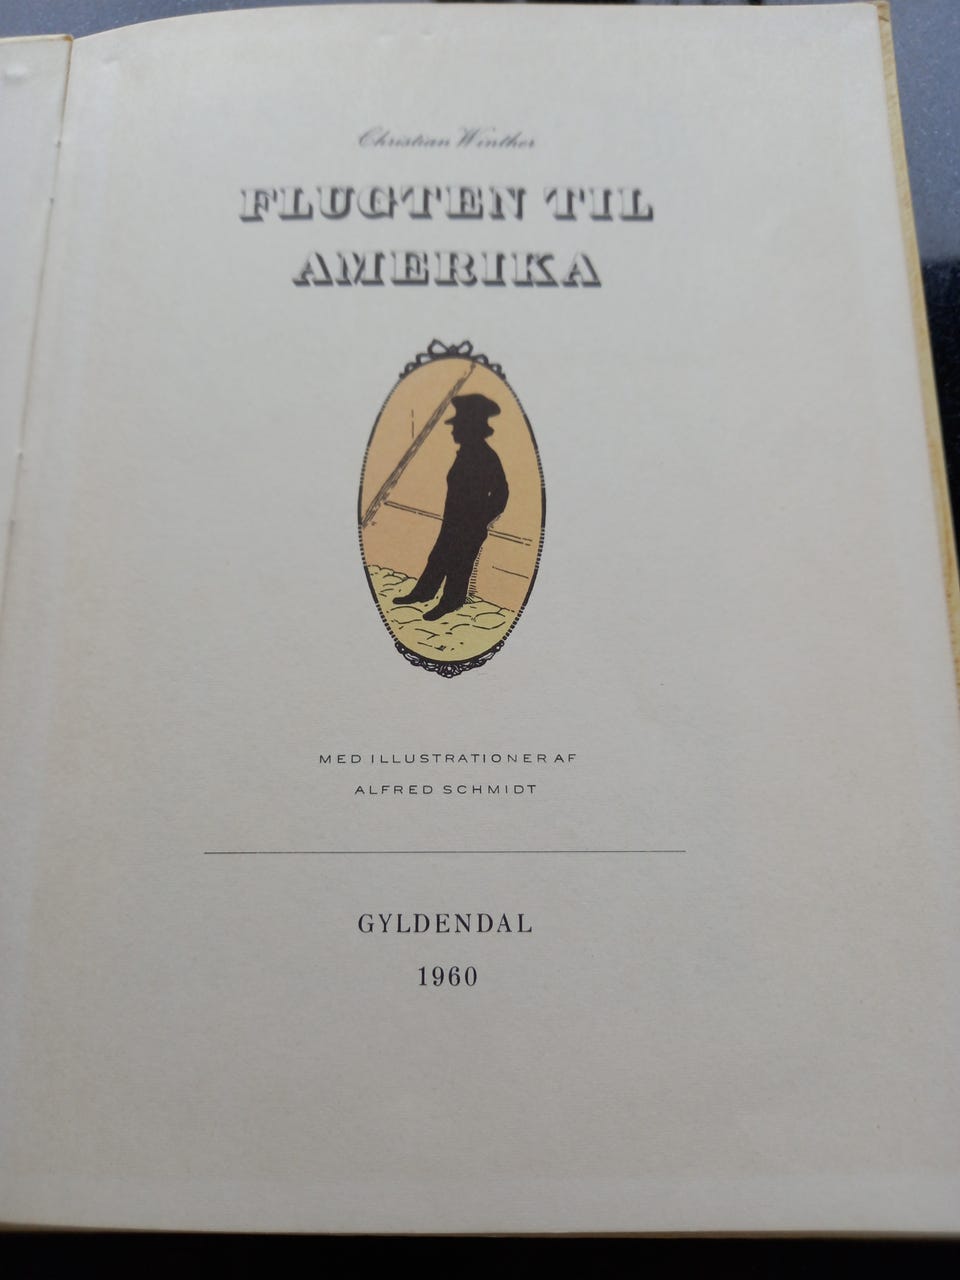 Christian Winther
FLUGTEN TIL
AMERIKA
MED ILLUSTRATIONER AF
ALFRED SCHMIDT
GYLDENDAL
1960